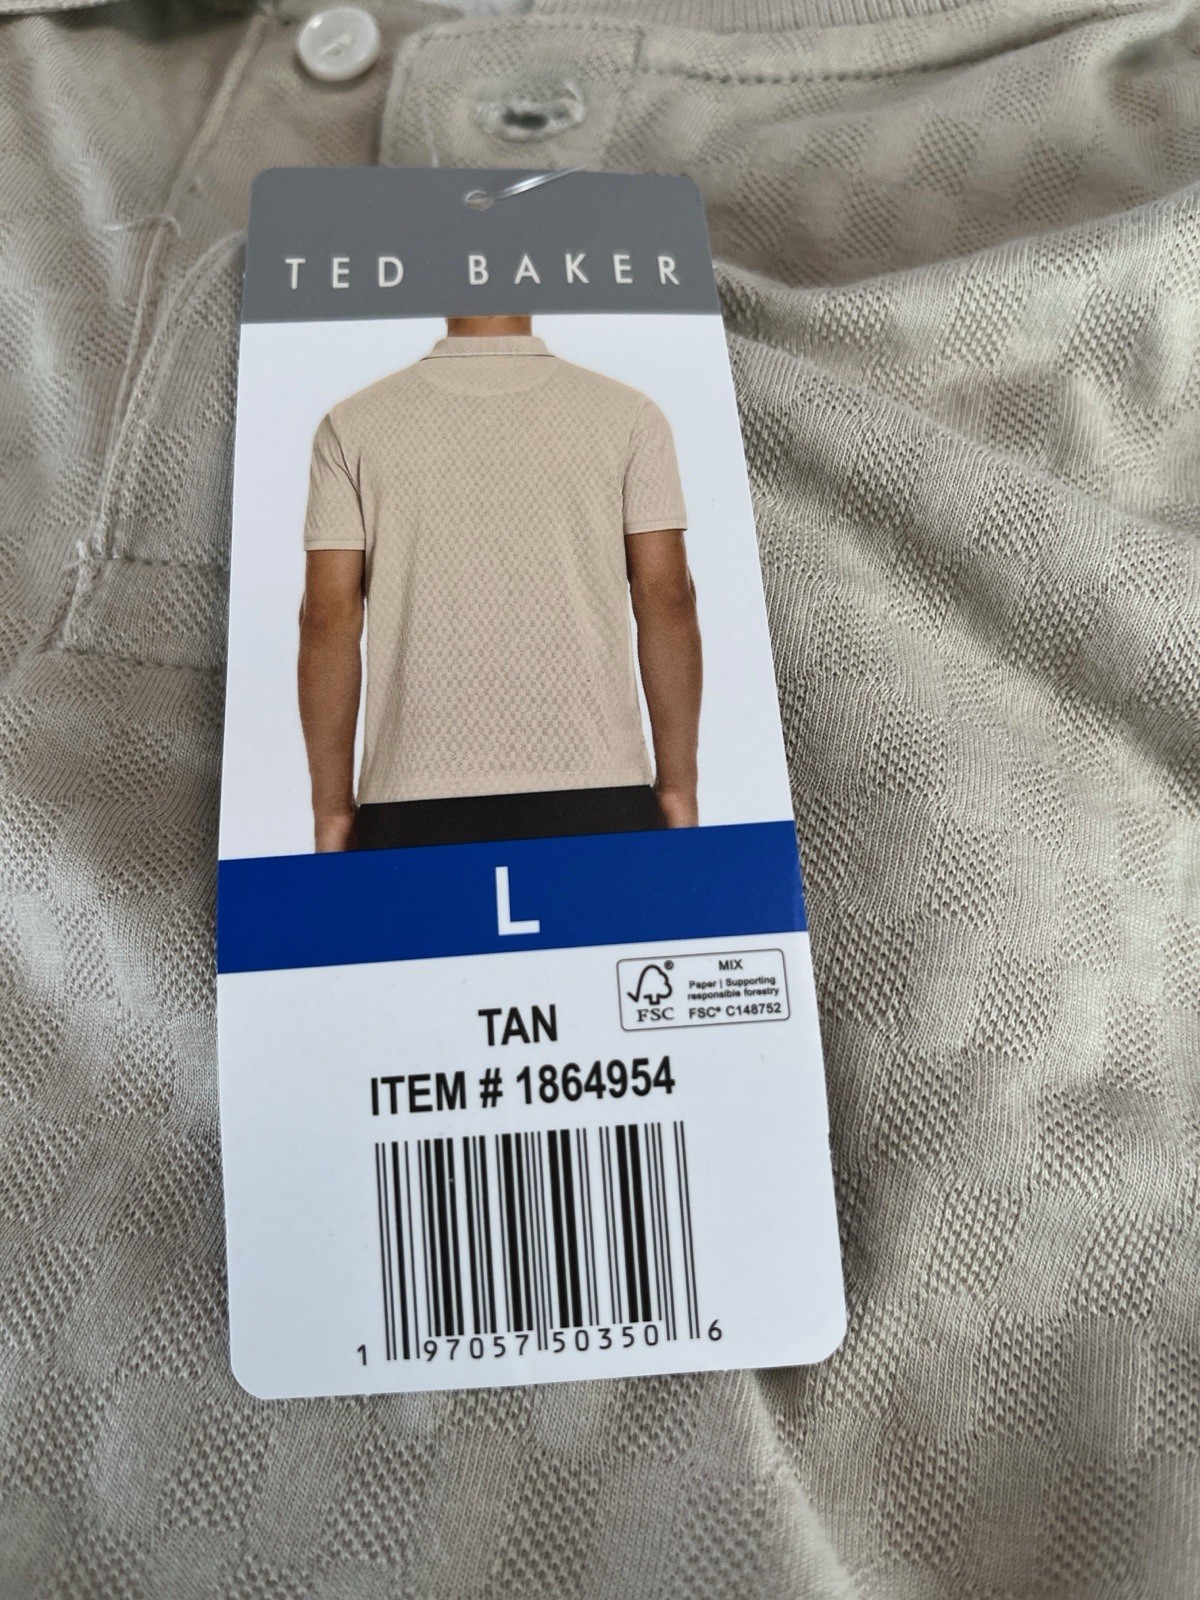 TED BAKER
L
MIX
Paper | Supporting
responsible forestry
FSC® C148752
FSC
TAN
ITEM # 1864954
1 97057 50350 6